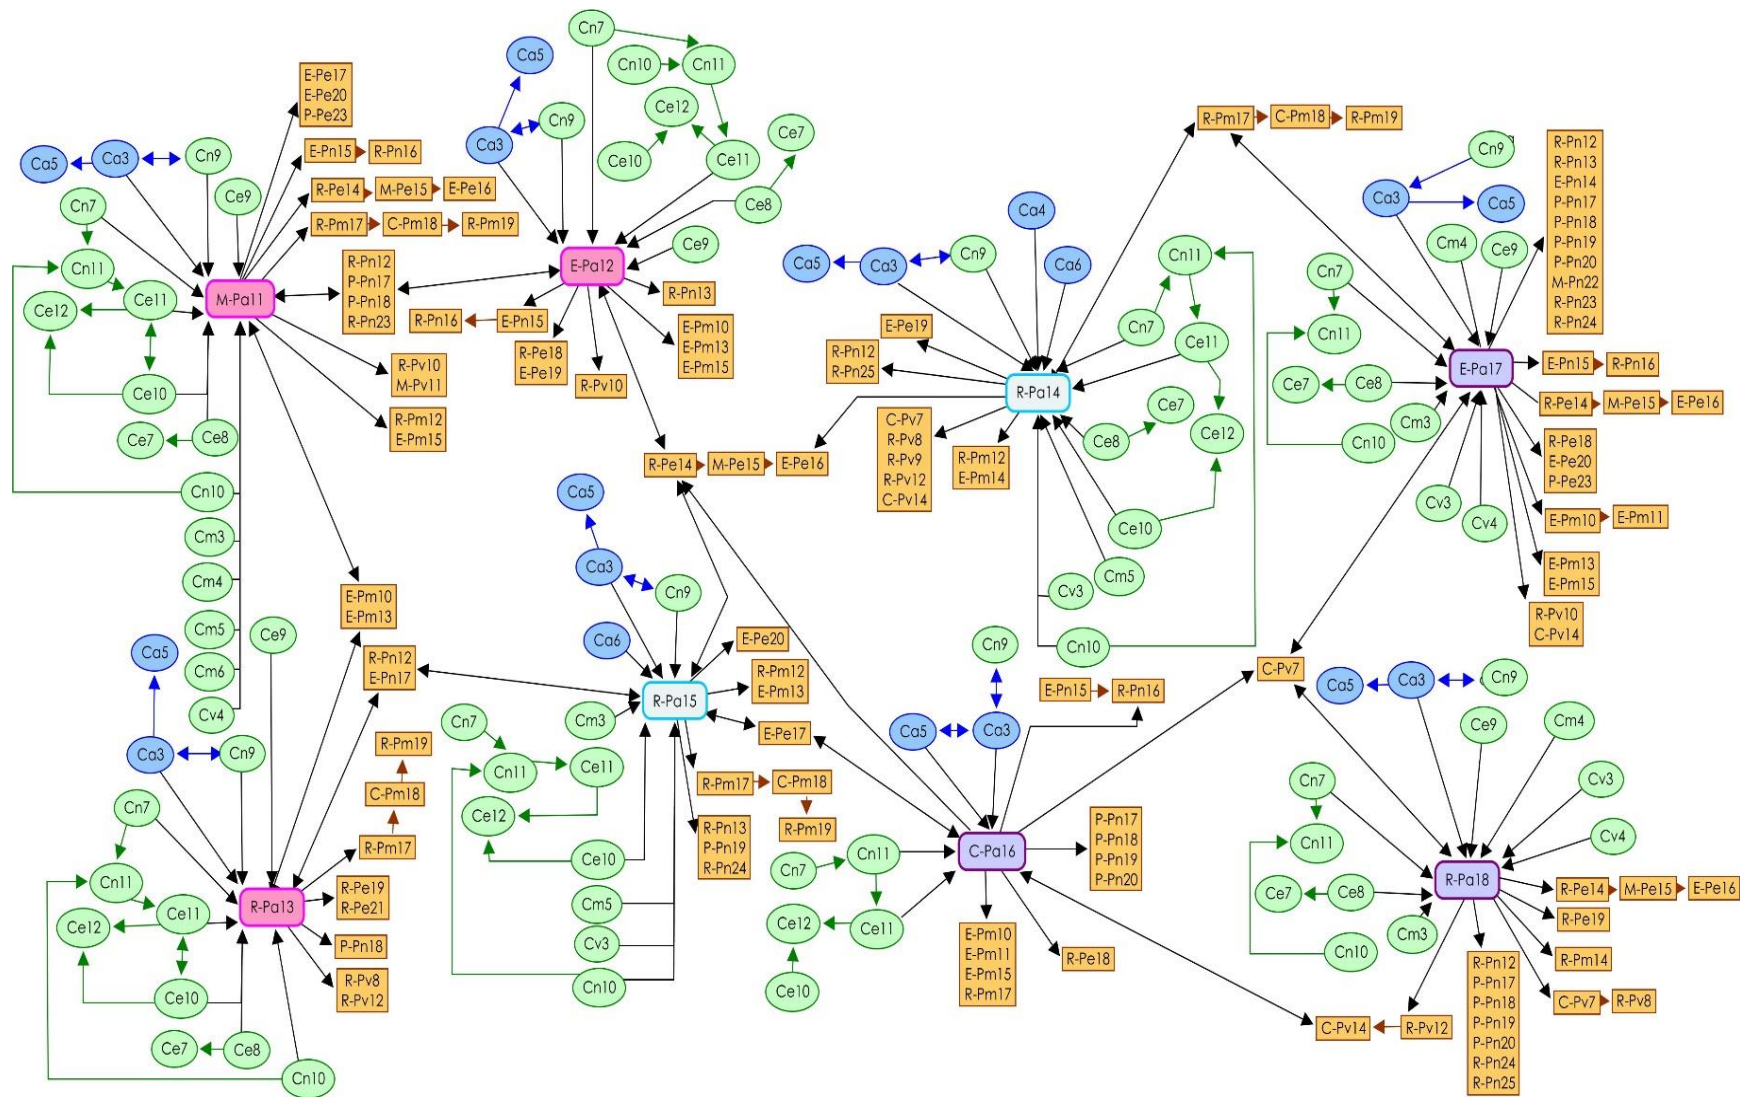 Cn7
Ca5
Cn10
Cn11
E-Pe17
E-Pe20
P-Pe23
Ce12
Cn9
Ce7
Ca3
Ce10
Ce11
Ce8
Ce9
E-Pa12
R-Pn13
E-Pn15
R-Pn16
R-Pe18
E-Pe19
R-Pv10
E-Pm10
E-Pm13
E-Pm15
Ca5
Ca3
Cn9
E-Pn15
R-Pn16
Ce9
R-Pe14
M-Pe15
E-Pe16
Cn7
R-Pm17
C-Pm18
R-Pm19
Cn11
R-Pn12
P-Pn17
P-Pn18
R-Pn23
Ce12
Ce11
M-Pa11
Ce10
R-Pv10
M-Pv11
R-Pm12
E-Pm15
Ce7
Ce8
Cn10
Cm3
Cm4
Cm5
Cm6
Cv4
E-Pm10
E-Pm13
R-Pm17
C-Pm18
R-Pm19
Ca4
Ca5
Ca3
Cn9
Ca6
Cn11
E-Pe19
Cn7
R-Pn12
R-Pn25
Ce11
R-Pa14
Ce7
C-Pv7
R-Pv8
R-Pv9
R-Pv12
C-Pv14
R-Pm12
E-Pm14
Ce8
Ce12
Ce10
Cm5
Cv3
Cn10
R-Pe14
M-Pe15
E-Pe16
Cn9
R-Pn12
R-Pn13
E-Pn14
P-Pn17
P-Pn18
P-Pn19
P-Pn20
M-Pn22
R-Pn23
R-Pn24
Ca3
Ca5
Cm4
Ce9
Cn7
Cn11
E-Pa17
E-Pn15
R-Pn16
Ce7
Ce8
R-Pe14
M-Pe15
E-Pe16
Cm3
Cn10
R-Pe18
E-Pe20
P-Pe23
Cv3
Cv4
E-Pm10
E-Pm11
E-Pm13
E-Pm15
R-Pv10
C-Pv14
C-Pv7
Ca5
Ce9
R-Pn12
E-Pn17
Ca3
Cn9
R-Pm19
C-Pm18
R-Pm17
Cn7
Cn11
Ce11
Ce12
R-Pa13
R-Pe19
R-Pe21
P-Pn18
R-Pv8
R-Pv12
Ce10
Ce7
Ce8
Cn10
Ca5
Ca3
Cn9
Ca6
E-Pe20
R-Pm12
E-Pm13
R-Pa15
Cn7
Cm3
E-Pe17
Cn11
Ce11
R-Pm17
C-Pm18
R-Pm19
Ce12
R-Pn13
P-Pn19
R-Pn24
Ce10
Cm5
Cv3
Cn10
Cn9
E-Pn15
R-Pn16
Ca5
Ca3
P-Pn17
P-Pn18
P-Pn19
P-Pn20
Cn7
Cn11
C-Pa16
Ce12
Ce11
Ce10
E-Pm10
E-Pm11
E-Pm15
R-Pm17
R-Pe18
Ca5
Ca3
Cn9
Ce9
Cm4
Cn7
Cv3
Cn11
Cv4
R-Pa18
Ce7
Ce8
R-Pe14
M-Pe15
E-Pe16
R-Pe19
Cm3
Cn10
R-Pm14
R-Pn12
P-Pn17
P-Pn18
P-Pn19
P-Pn20
R-Pn24
R-Pn25
C-Pv7
R-Pv8
C-Pv14
R-Pv12